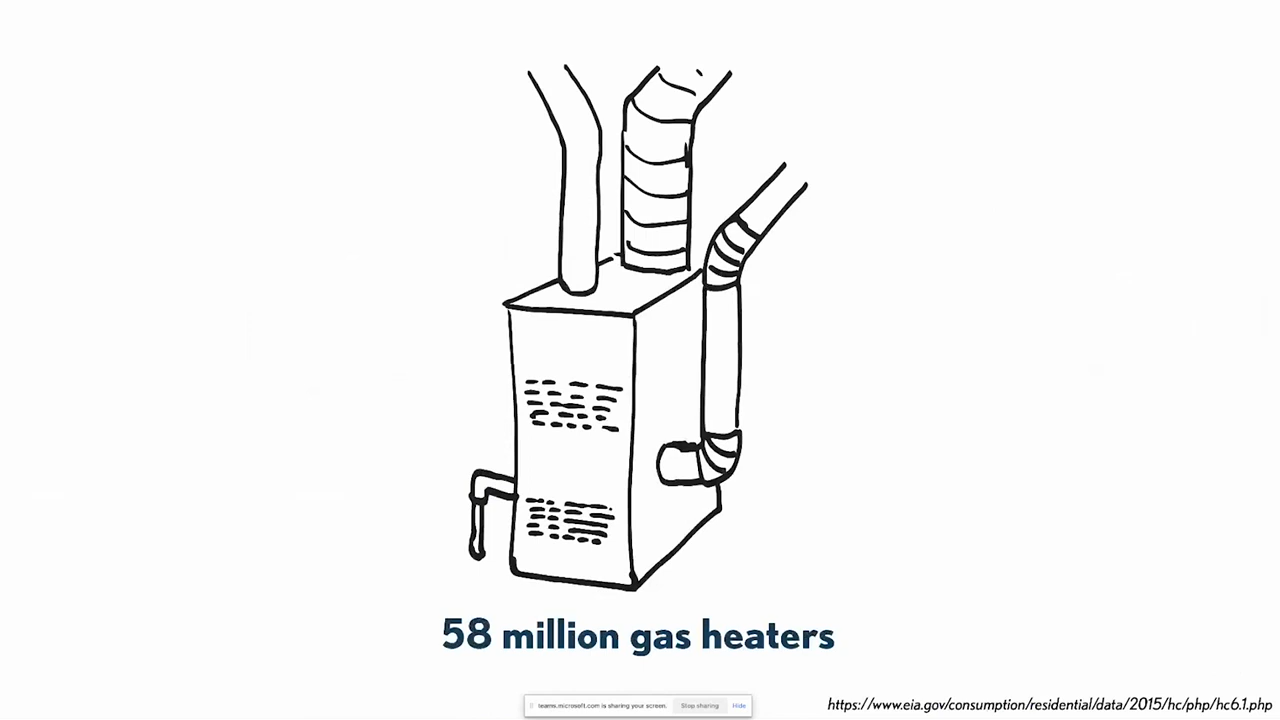 58 million gas heaters
teams.microsoft.com is sharing your screen.
Stop sharing
Hide
https://www.eia.gov/consumption/residential/data/2015/hc/php/hc6.1.php